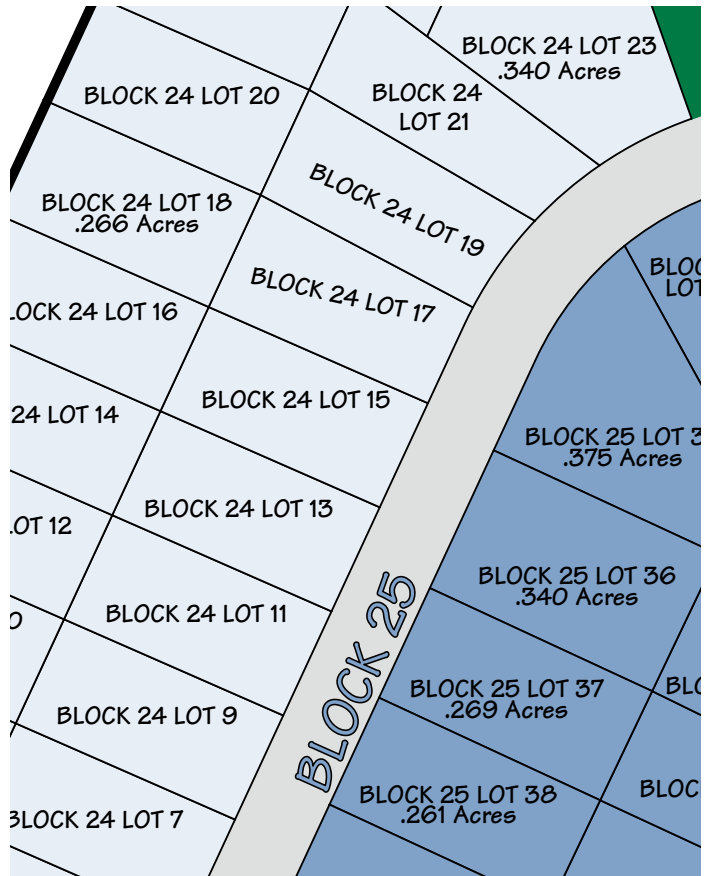 BLOCK 24 LOT 23
.340 Acres
BLOCK 24 LOT 20
BLOCK 24
LOT 21
BLOCK 24 LOT 18
.266 Acres
BLOCK 24 LOT 19
BLOCK 24 LOT 17
LOT
24 LOT 16
BLOCK 24 LOT 15
24 LOT 14
BLOCK 25 LOT 3
.375 Acres
BLOCK 24 LOT 13
12
BLOCK 25 LOT 36
.340 Acres
BLOCK 24 LOT 11
BLOCK 25
BLOCK 25 LOT 37
.269 Acres
BLOCK 24 LOT 9
BLOCK 25 LOT 38
.261 Acres
BLOCK 24 LOT 7